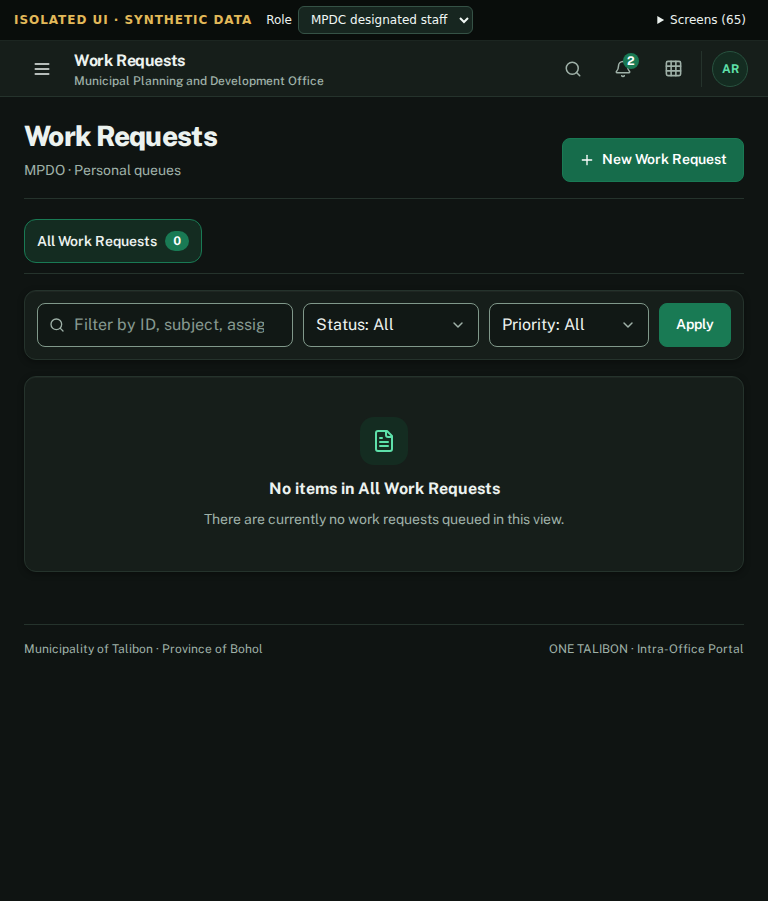 ISOLATED UI · SYNTHETIC DATA Role MPDC designated staff Screens (65)
Work Requests
Municipal Planning and Development Office
2
AR
Work Requests
MPDO · Personal queues
New Work Request
All Work Requests 0
Filter by ID, subject, assig
Status: All
Priority: All
Apply
No items in All Work Requests
There are currently no work requests queued in this view.
Municipality of Talibon · Province of Bohol
ONE TALIBON · Intra-Office Portal